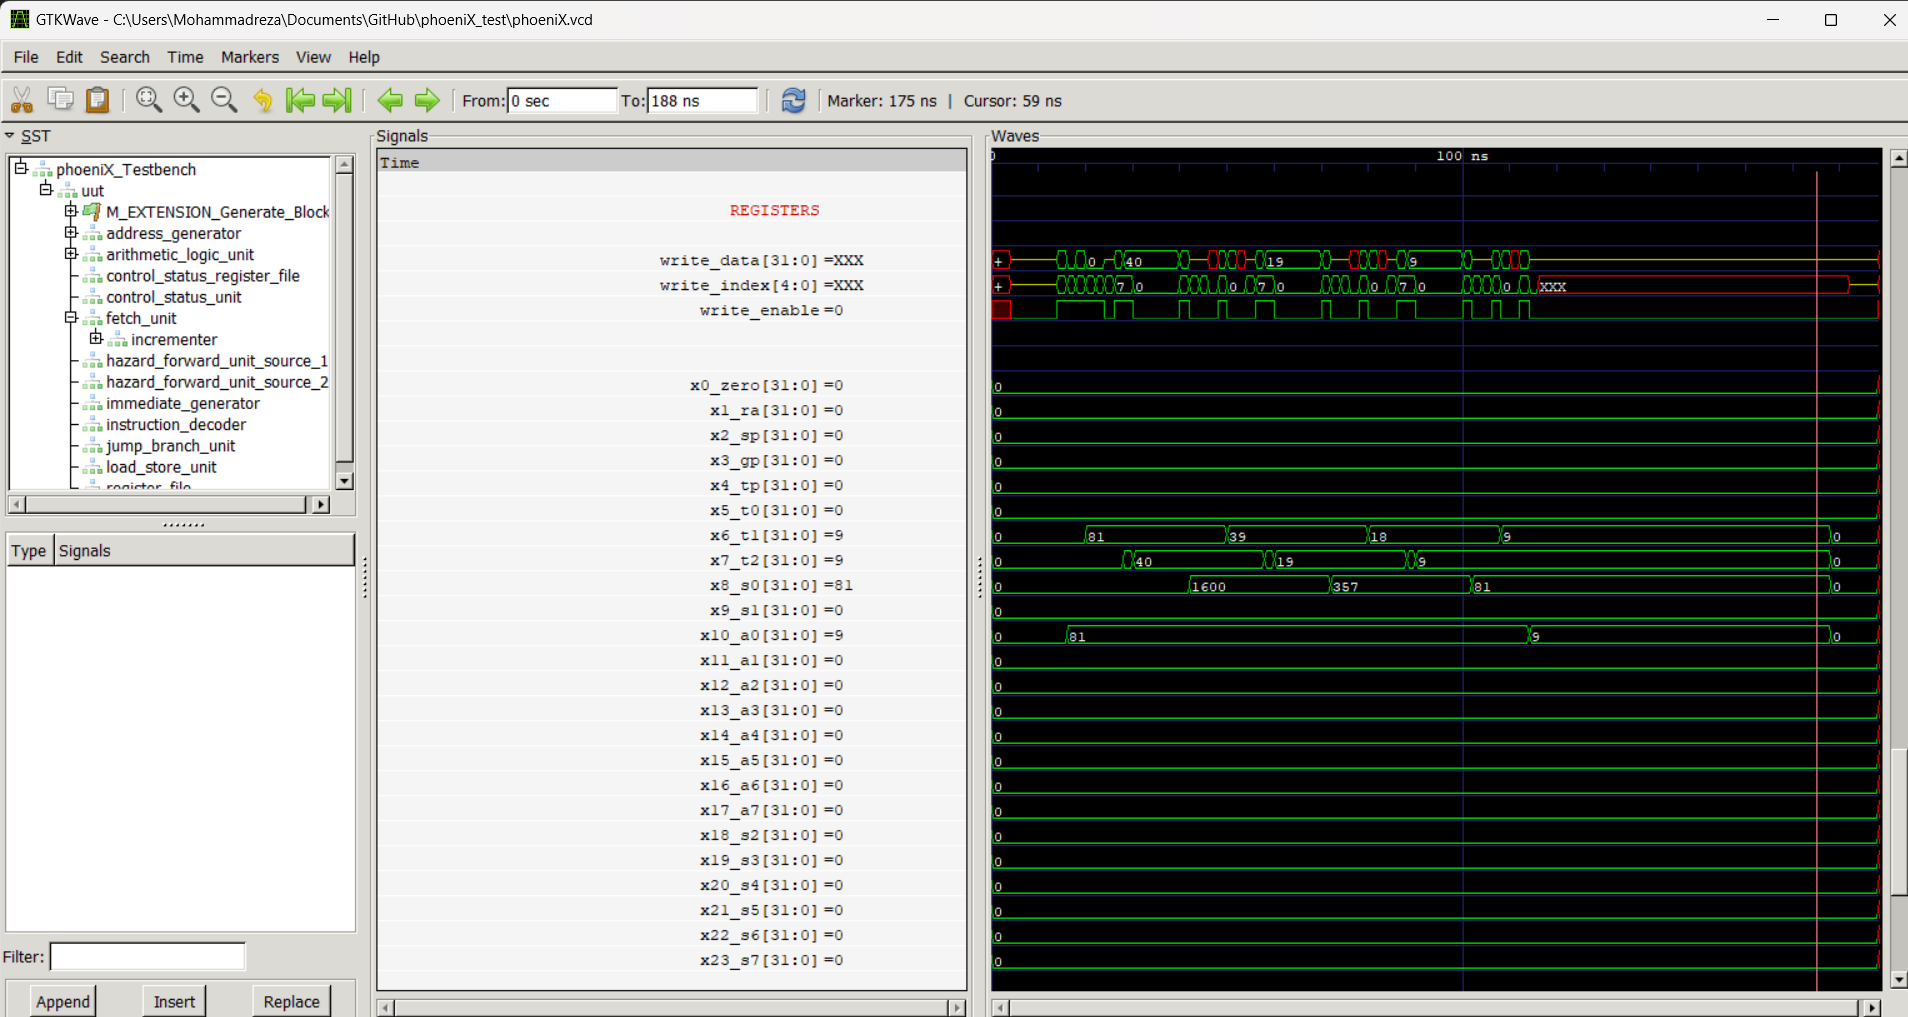 GTKWave - C:\Users\Mohammadreza\Documents\GitHub\phoeniX_test\phoeniX.vcd
File Edit Search Time Markers View Help
From: 0 sec To: 188 ns Marker: 175 ns | Cursor: 59 ns
SST
phoeniX_Testbench
uut
M_EXTENSION_Generate_Block
address_generator
arithmetic_logic_unit
control_status_register_file
control_status_unit
fetch_unit
incrementer
hazard_forward_unit_source_1
hazard_forward_unit_source_2
immediate_generator
instruction_decoder
jump_branch_unit
load_store_unit
register_file
Type Signals
Filter:
Append Insert Replace
Signals
Time
REGISTERS
write_data[31:0] =XXX
write_index[4:0] =XXX
write_enable =0
x0_zero[31:0] =0
x1_ra[31:0] =0
x2_sp[31:0] =0
x3_gp[31:0] =0
x4_tp[31:0] =0
x5_t0[31:0] =0
x6_t1[31:0] =9
x7_t2[31:0] =9
x8_s0[31:0] =81
x9_s1[31:0] =0
x10_a0[31:0] =9
x11_a1[31:0] =0
x12_a2[31:0] =0
x13_a3[31:0] =0
x14_a4[31:0] =0
x15_a5[31:0] =0
x16_a6[31:0] =0
x17_a7[31:0] =0
x18_s2[31:0] =0
x19_s3[31:0] =0
x20_s4[31:0] =0
x21_s5[31:0] =0
x22_s6[31:0] =0
x23_s7[31:0] =0
Waves
0 100 ns
+ 0 40 19 9
+ 7 0 0 7 0 0 7 0 0 XXX
0
0
0
0
0
0
0 81 39 18 9 0
0 40 19 9 0
0 1600 357 81 0
0
0 81 9 0
0
0
0
0
0
0
0
0
0
0
0
0
0